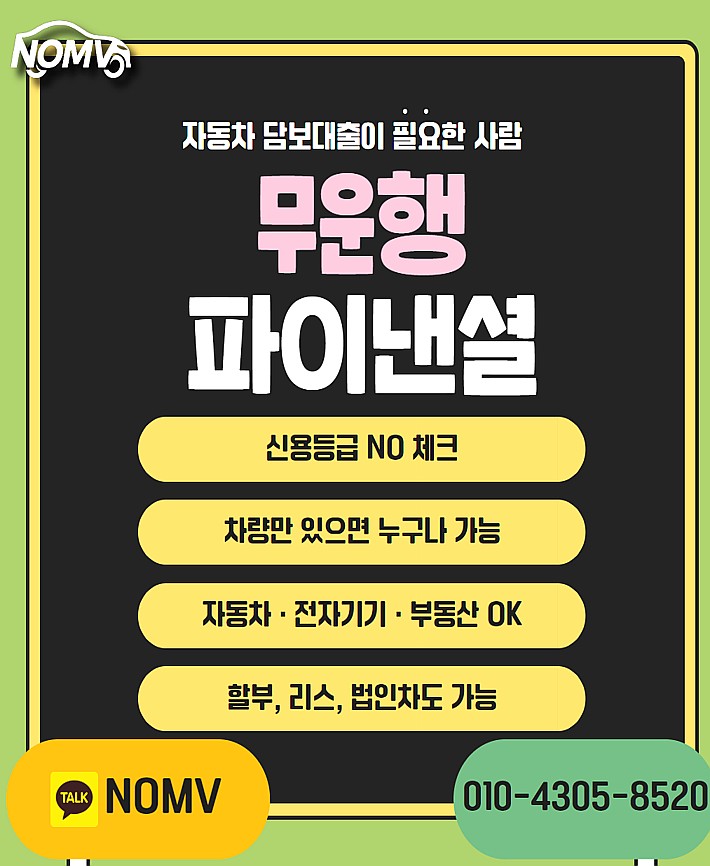 NOMV
자동차 담보대출이 필요한 사람
무운행
파이낸셜
신용등급 NO 체크
차량만 있으면 누구나 가능
자동차 · 전자기기 · 부동산 OK
할부, 리스, 법인차도 가능
TALK NOMV
010-4305-8520